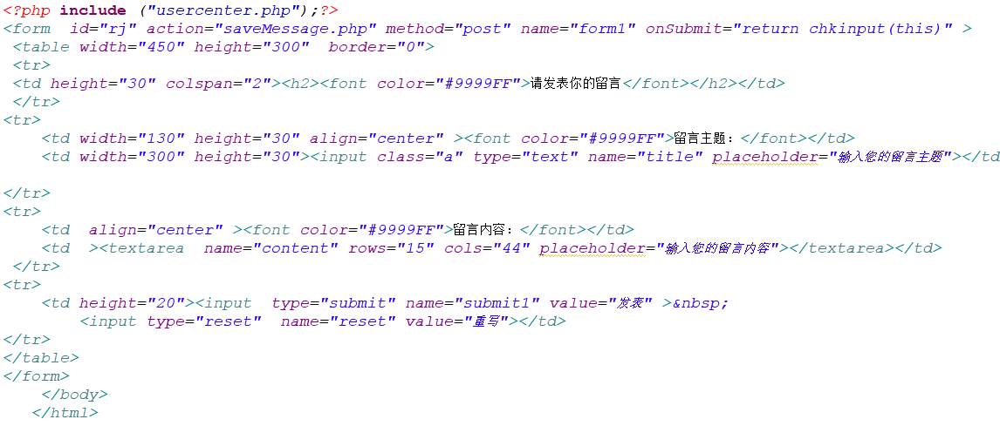 <?php include ("usercenter.php");?>
<form  id="rj" action="saveMessage.php" method="post" name="form1" onSubmit="return chkinput(this)" >
 <table width="450" height="300"  border="0">
 <tr>
 <td height="30" colspan="2"><h2><font color="#9999FF">请发表你的留言</font></h2></td>
 </tr>
<tr>
    <td width="130" height="30" align="center" ><font color="#9999FF">留言主题：</font></td>
    <td width="300" height="30"><input class="a" type="text" name="title" placeholder="输入您的留言主题"></td
</tr>
<tr>
    <td  align="center" ><font color="#9999FF">留言内容：</font></td>
    <td  ><textarea  name="content" rows="15" cols="44" placeholder="输入您的留言内容"></textarea></td>
 </tr>
<tr>
    <td height="20"><input  type="submit" name="submit1" value="发表" >&nbsp;
        <input type="reset"  name="reset" value="重写"></td>
</tr>
</table>
</form>
    </body>
   </html>